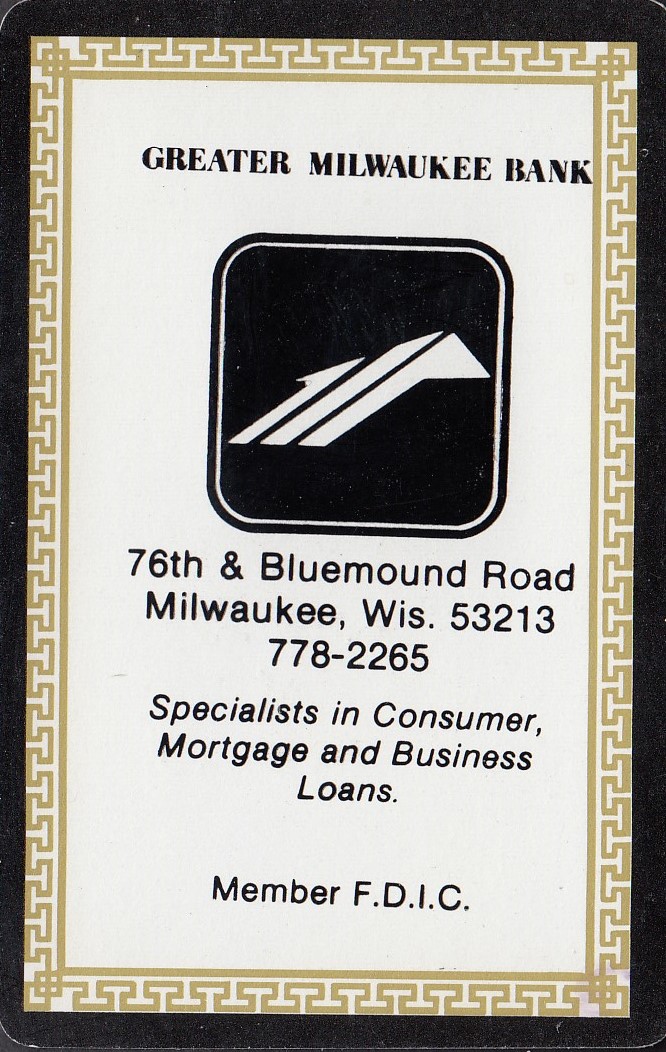 GREATER MILWAUKEE BANK
76th & Bluemound Road
Milwaukee, Wis. 53213
778-2265
Specialists in Consumer,
Mortgage and Business
Loans.
Member F.D.I.C.